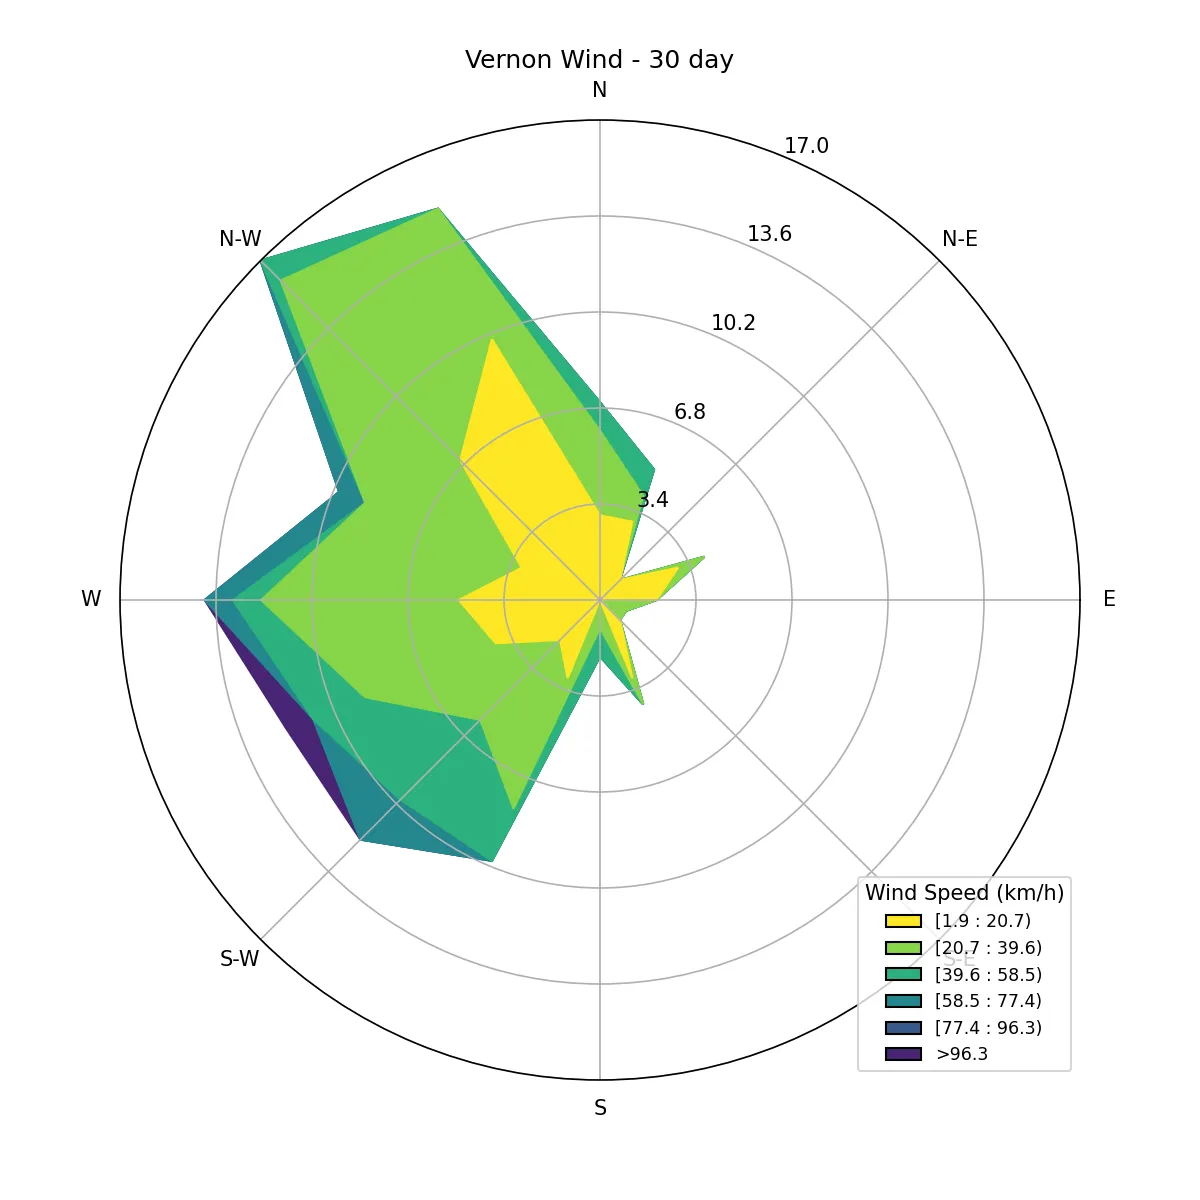 Vernon Wind - 30 day
N
17.0
N-W
13.6
N-E
10.2
6.8
3.4
W
E
S-W
S-E
S
Wind Speed (km/h)
[1.9 : 20.7)
[20.7 : 39.6)
[39.6 : 58.5)
[58.5 : 77.4)
[77.4 : 96.3)
>96.3